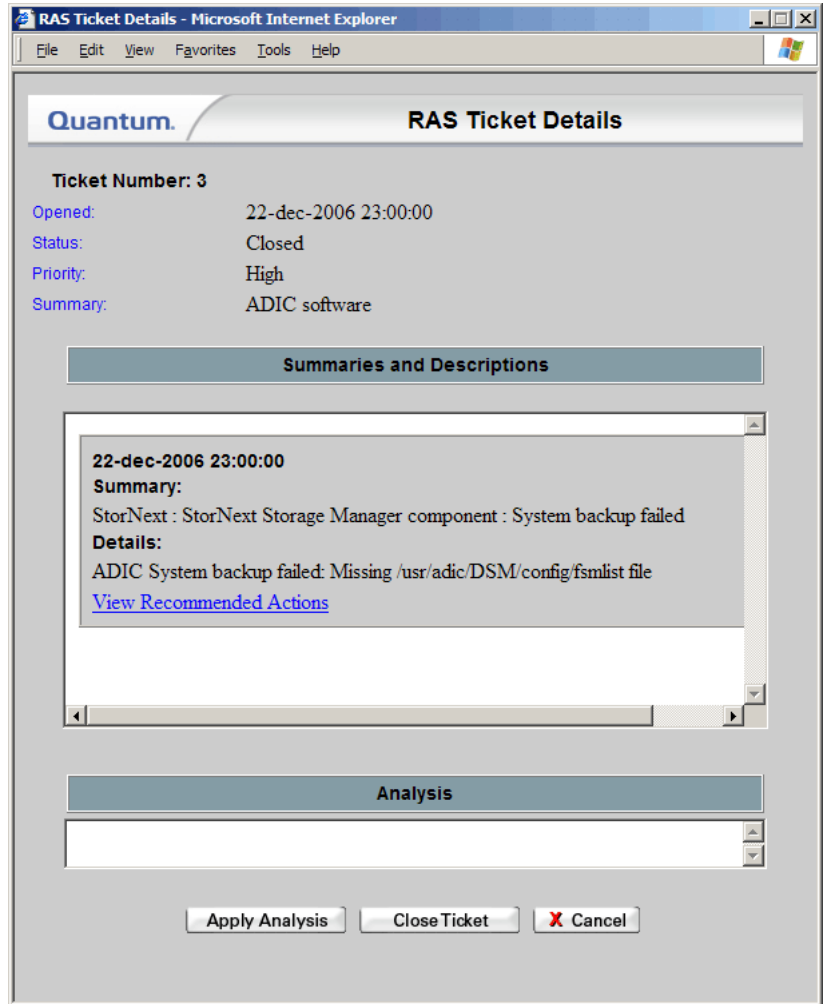 RAS Ticket Details - Microsoft Internet Explorer
File Edit View Favorites Tools Help
Quantum.
RAS Ticket Details
Ticket Number: 3
Opened: 22-dec-2006 23:00:00
Status: Closed
Priority: High
Summary: ADIC software
Summaries and Descriptions
22-dec-2006 23:00:00
Summary:
StorNext : StorNext Storage Manager component : System backup failed
Details:
ADIC System backup failed: Missing /usr/adic/DSM/config/fsmlist file
View Recommended Actions
Analysis
Apply Analysis Close Ticket X Cancel